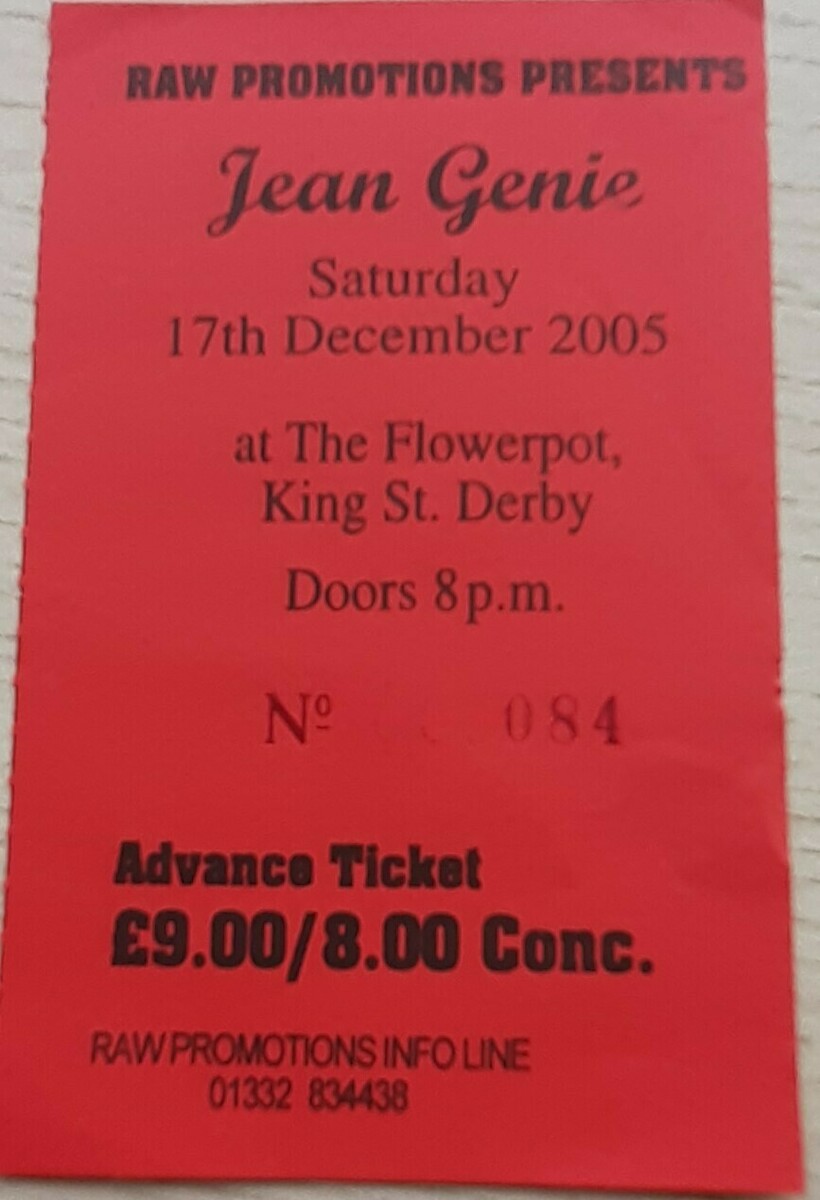 RAW PROMOTIONS PRESENTS
Jean Genie
Saturday
17th December 2005
at The Flowerpot,
King St. Derby
Doors 8p.m.
Nº 084
Advance Ticket
£9.00/8.00 Conc.
RAW PROMOTIONS INFO LINE
01332 834438